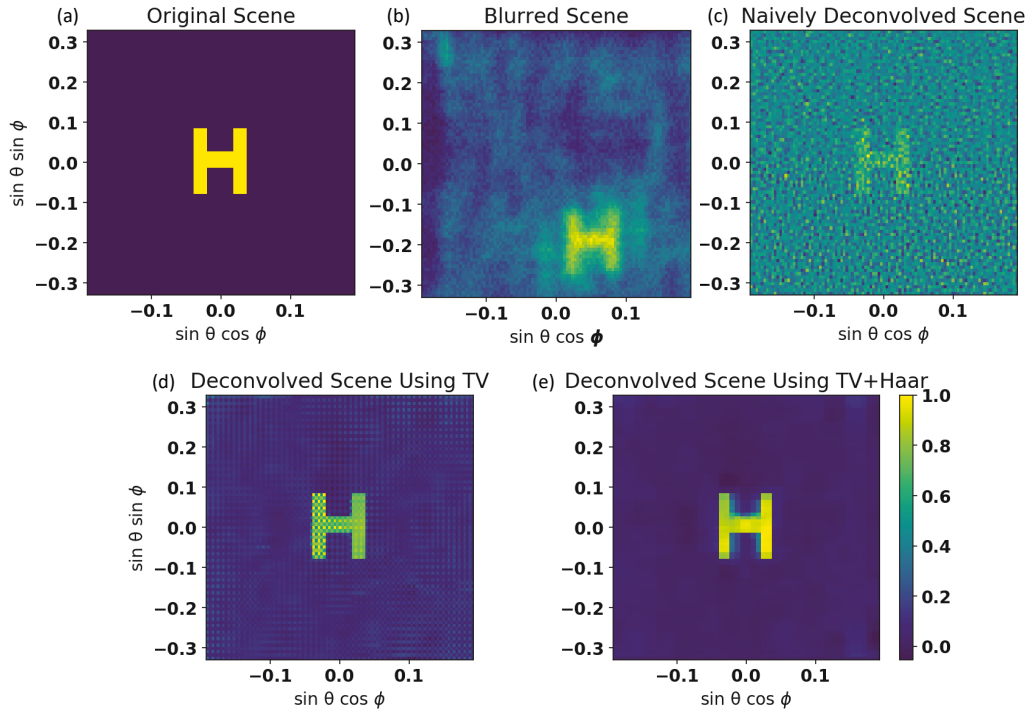 (a) Original Scene
0.3
0.2
0.1
0.0
−0.1
−0.2
−0.3
sin θ sin ϕ
−0.1 0.0 0.1
sin θ cos ϕ
H
(b) Blurred Scene
0.3
0.2
0.1
0.0
−0.1
−0.2
−0.3
−0.1 0.0 0.1
sin θ cos ϕ
H
(c) Naively Deconvolved Scene
0.3
0.2
0.1
0.0
−0.1
−0.2
−0.3
−0.1 0.0 0.1
sin θ cos ϕ
H
(d) Deconvolved Scene Using TV
0.3
0.2
0.1
0.0
−0.1
−0.2
−0.3
sin θ sin ϕ
−0.1 0.0 0.1
sin θ cos ϕ
H
(e) Deconvolved Scene Using TV+Haar
0.3
0.2
0.1
0.0
−0.1
−0.2
−0.3
−0.1 0.0 0.1
sin θ cos ϕ
H
1.0
0.8
0.6
0.4
0.2
0.0